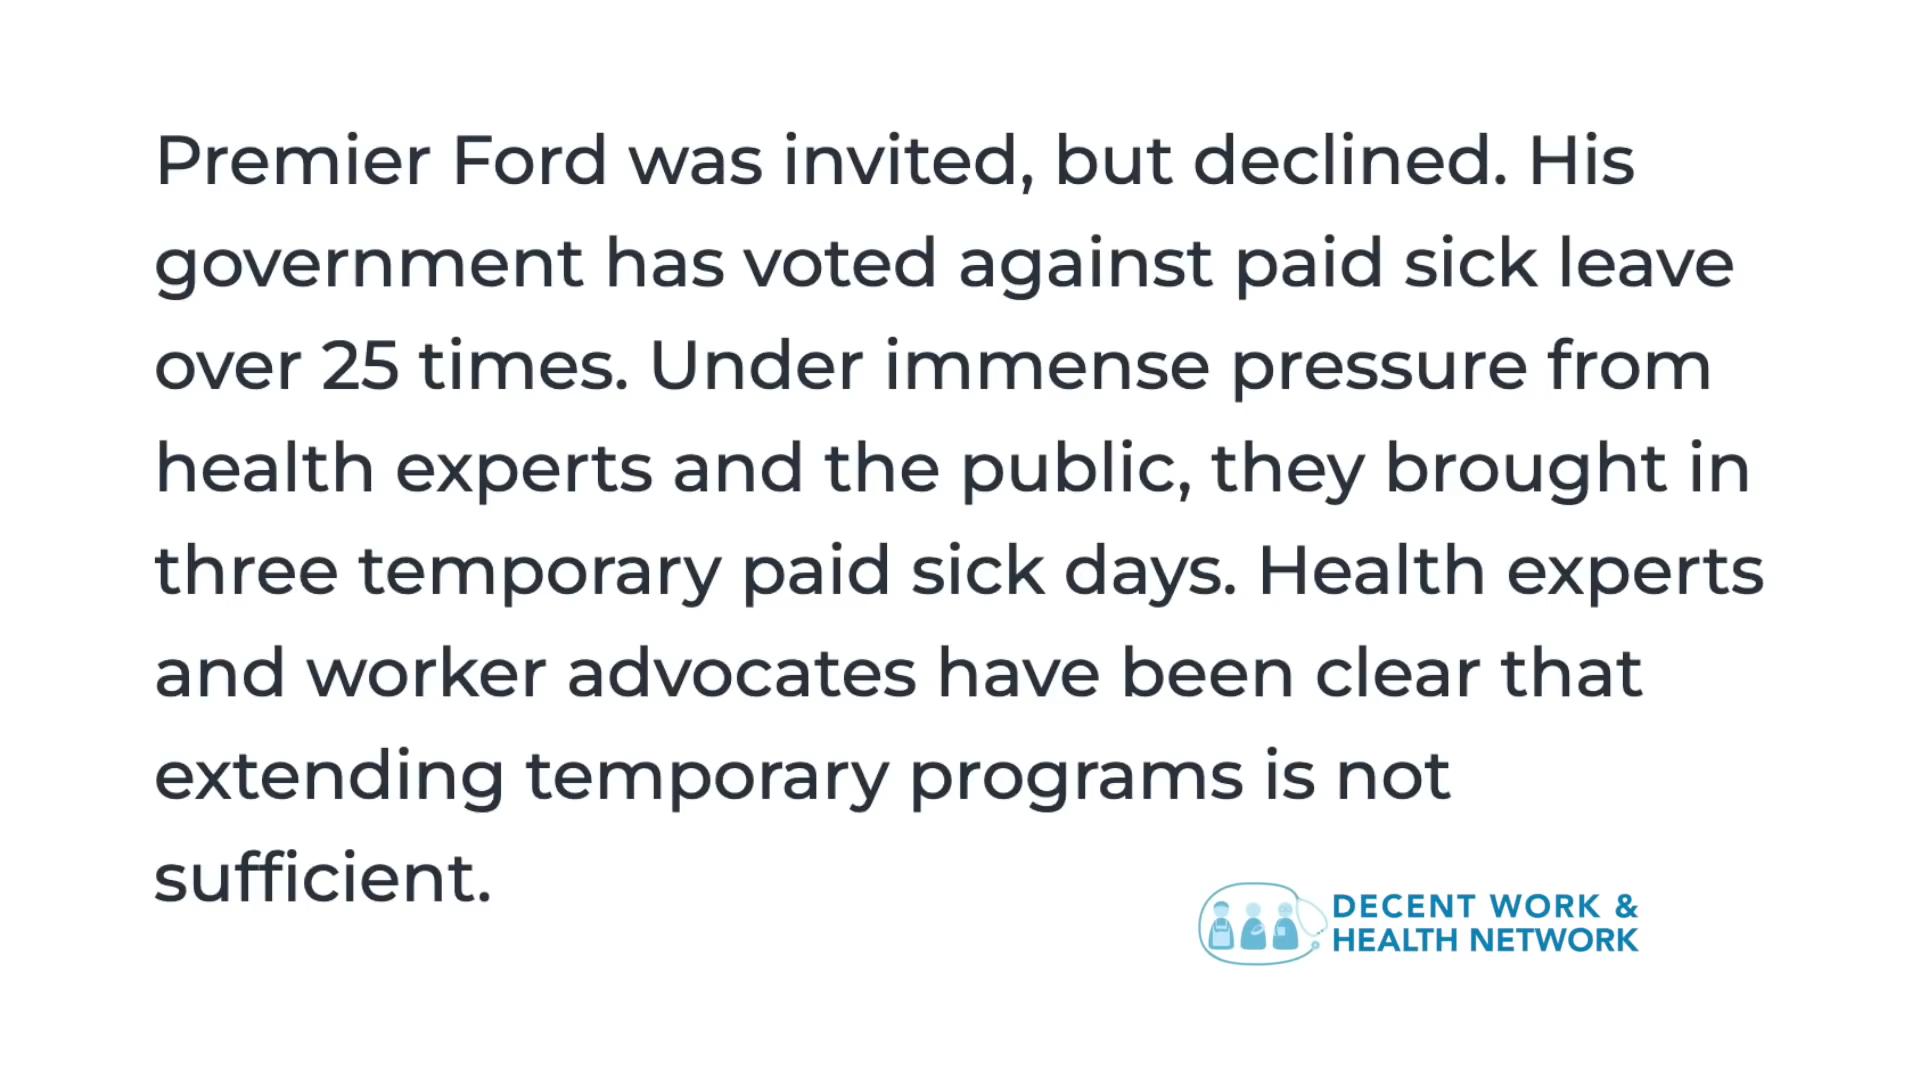 Premier Ford was invited, but declined. His
government has voted against paid sick leave
over 25 times. Under immense pressure from
health experts and the public, they brought in
three temporary paid sick days. Health experts
and worker advocates have been clear that
extending temporary programs is not
sufficient.
DECENT WORK &
HEALTH NETWORK